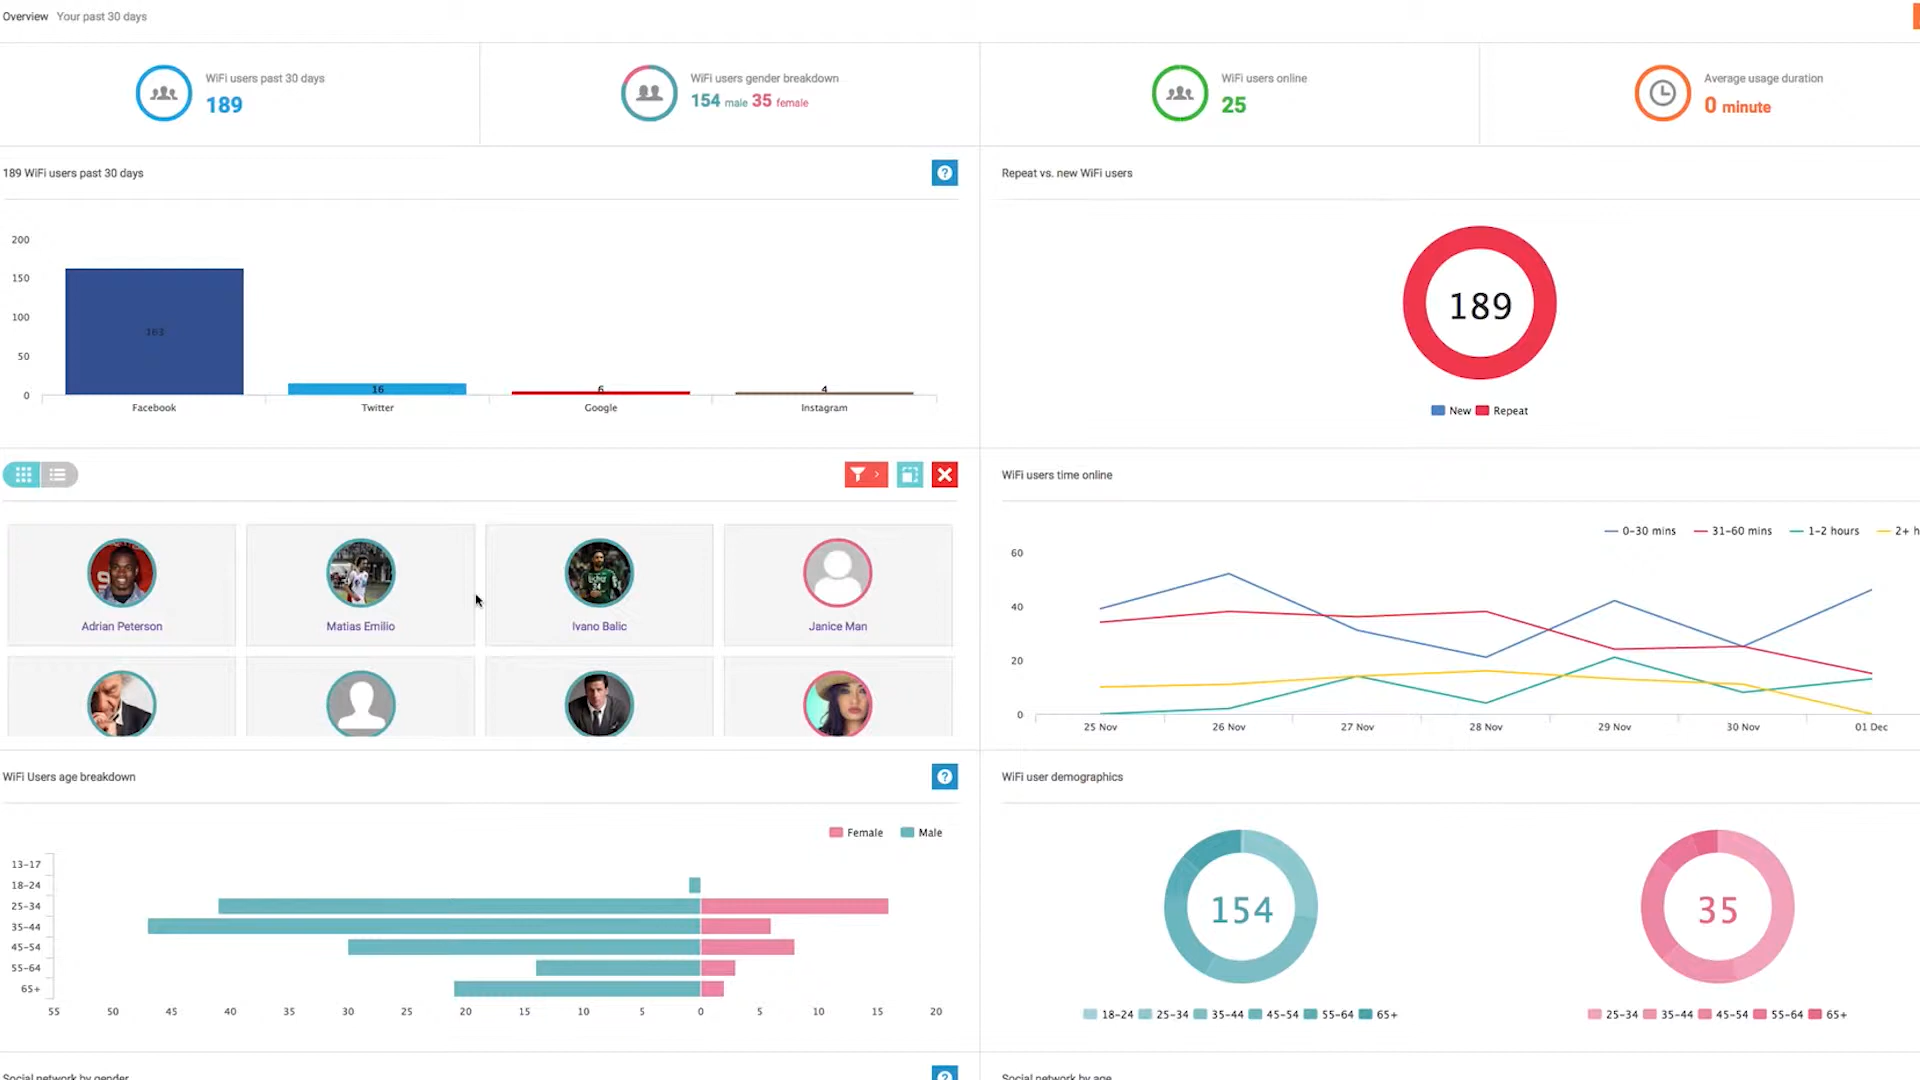 Overview Your past 30 days
WiFi users past 30 days
189
WiFi users gender breakdown
154 male 35 female
WiFi users online
25
Average usage duration
0 minute
189 WiFi users past 30 days
?
200
150
100
50
0
163
16
6
4
Facebook Twitter Google Instagram
Repeat vs. new WiFi users
189
New Repeat
Adrian Peterson
Matias Emilio
Ivano Balic
Janice Man
WiFi users time online
0-30 mins 31-60 mins 1-2 hours 2+ h
60
40
20
0
25 Nov 26 Nov 27 Nov 28 Nov 29 Nov 30 Nov 01 Dec
WiFi Users age breakdown
?
Female Male
13-17
18-24
25-34
35-44
45-54
55-64
65+
55 50 45 40 35 30 25 20 15 10 5 0 5 10 15 20
WiFi user demographics
154
35
18-24 25-34 35-44 45-54 55-64 65+
25-34 35-44 45-54 55-64 65+
Social network by gender
?
Social network by age